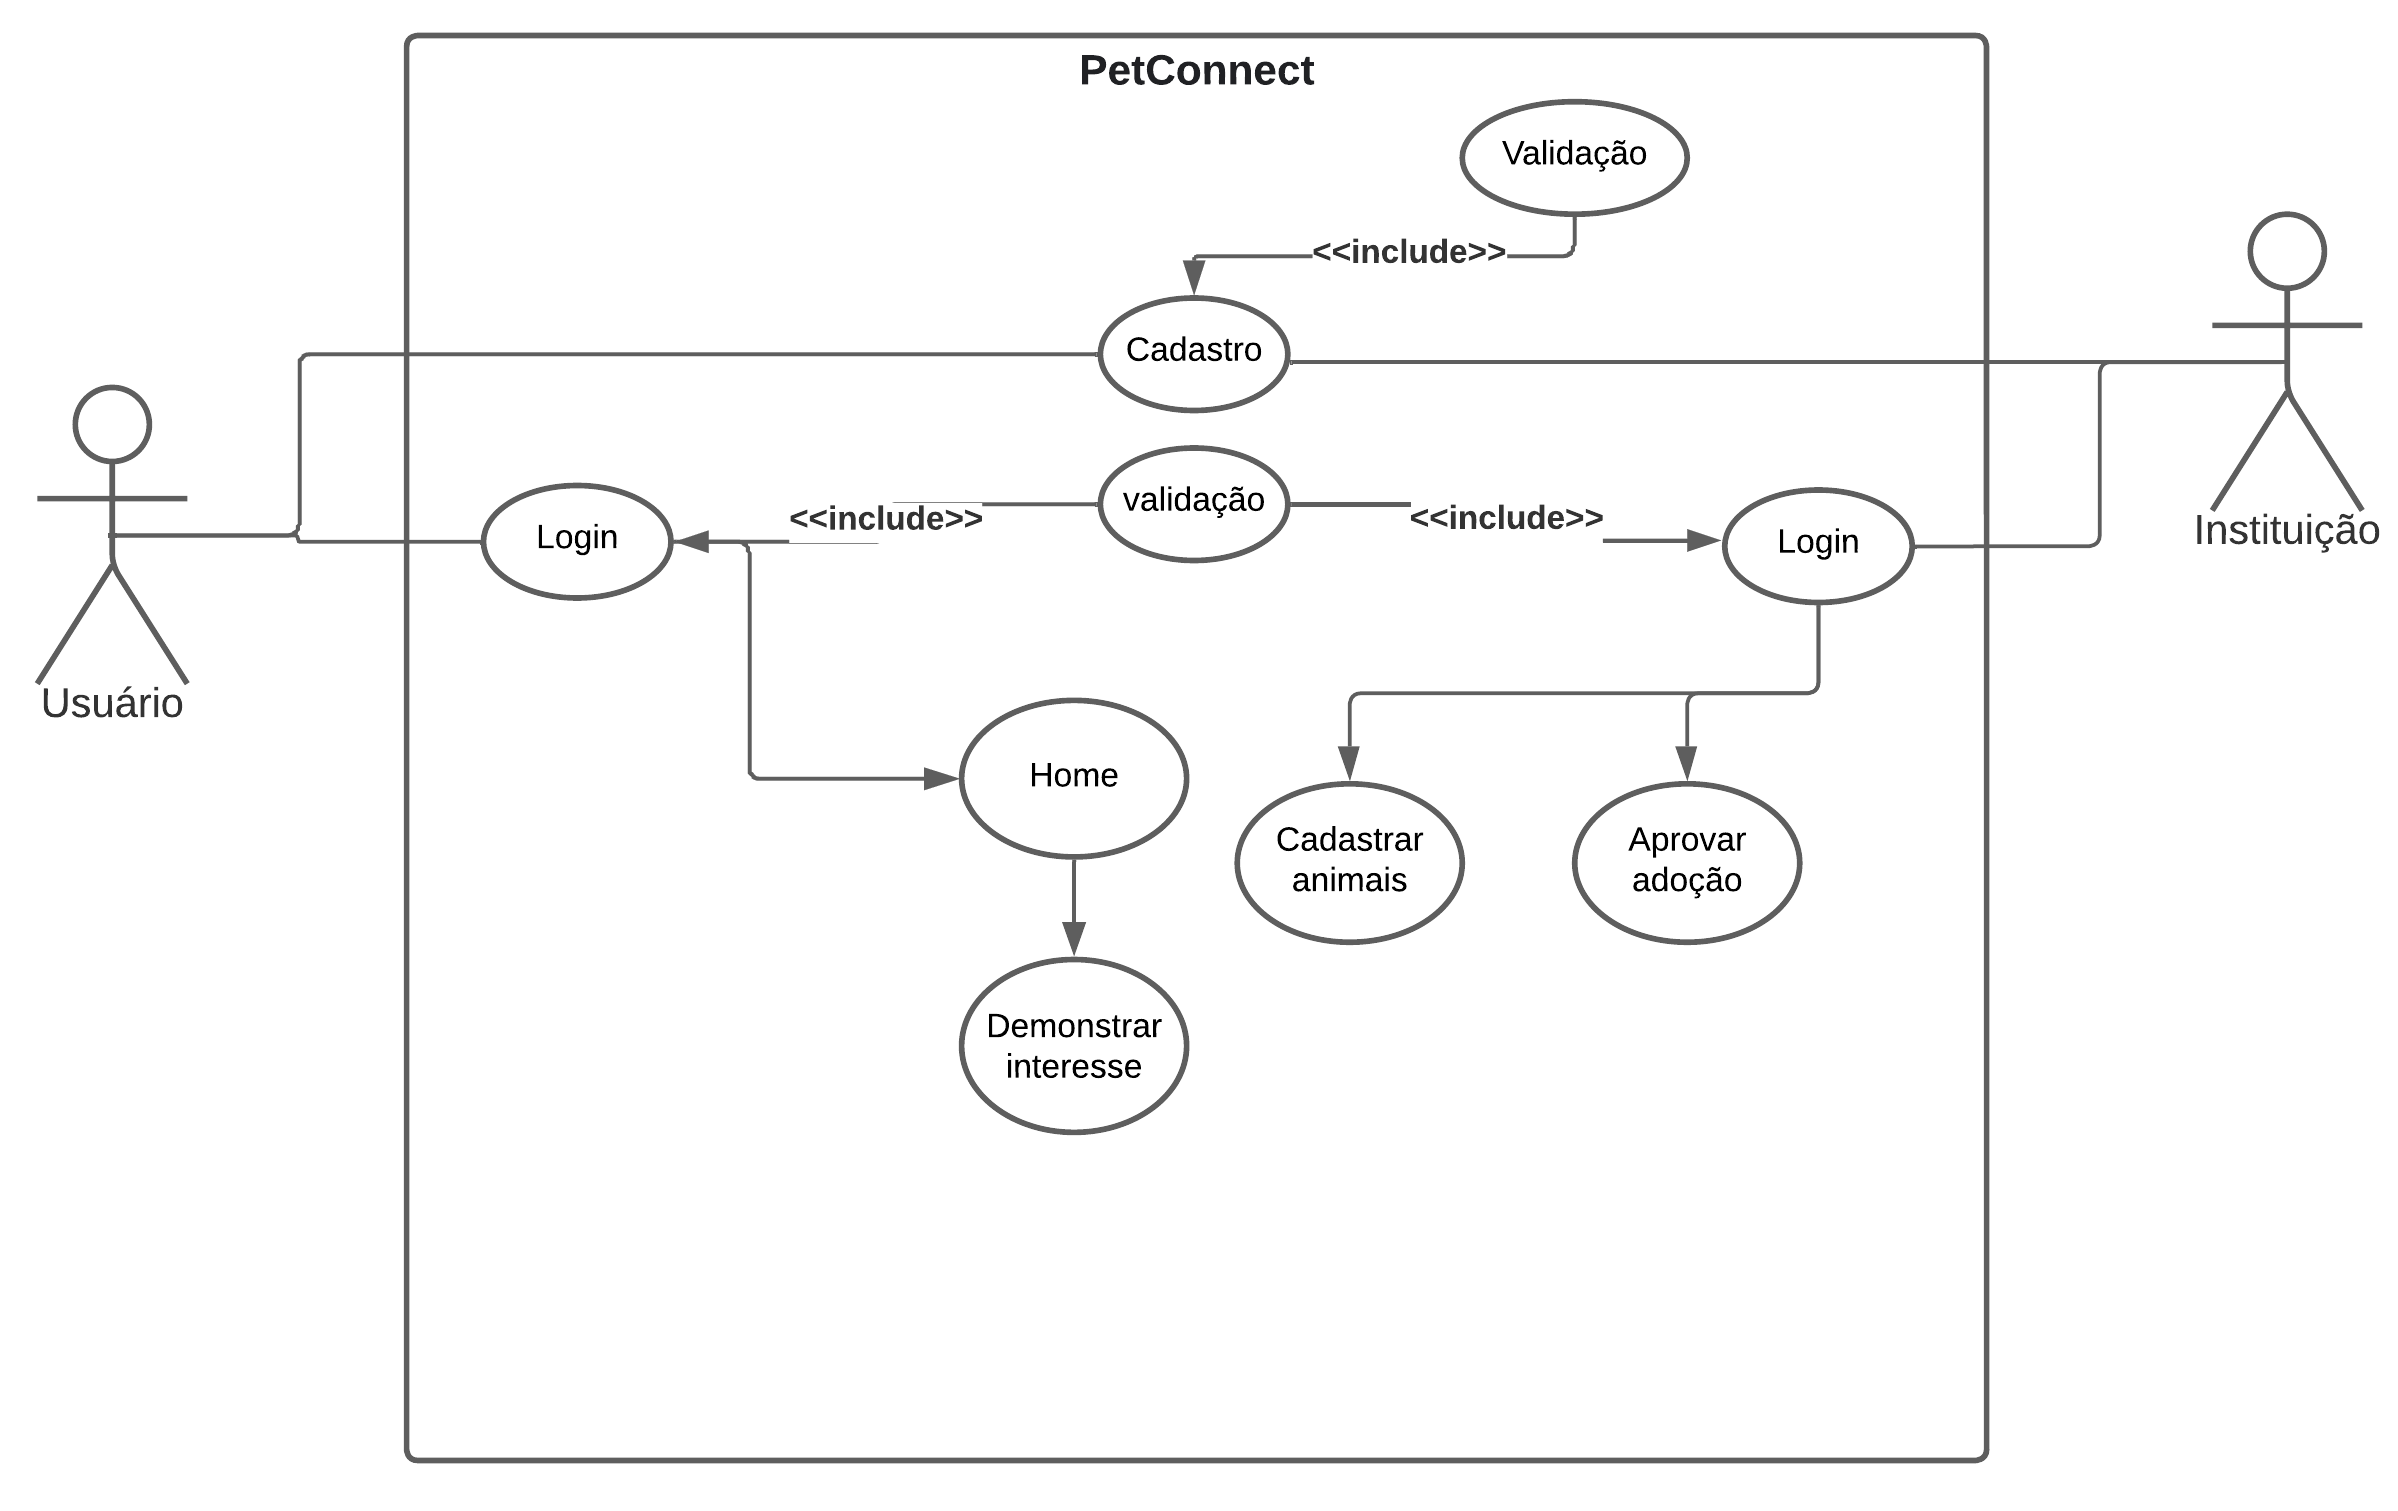 PetConnect
Validação
<<include>>
Cadastro
validação
<<include>>
<<include>>
Login
Login
Instituição
Usuário
Home
Cadastrar
animais
Aprovar
adoção
Demonstrar
interesse